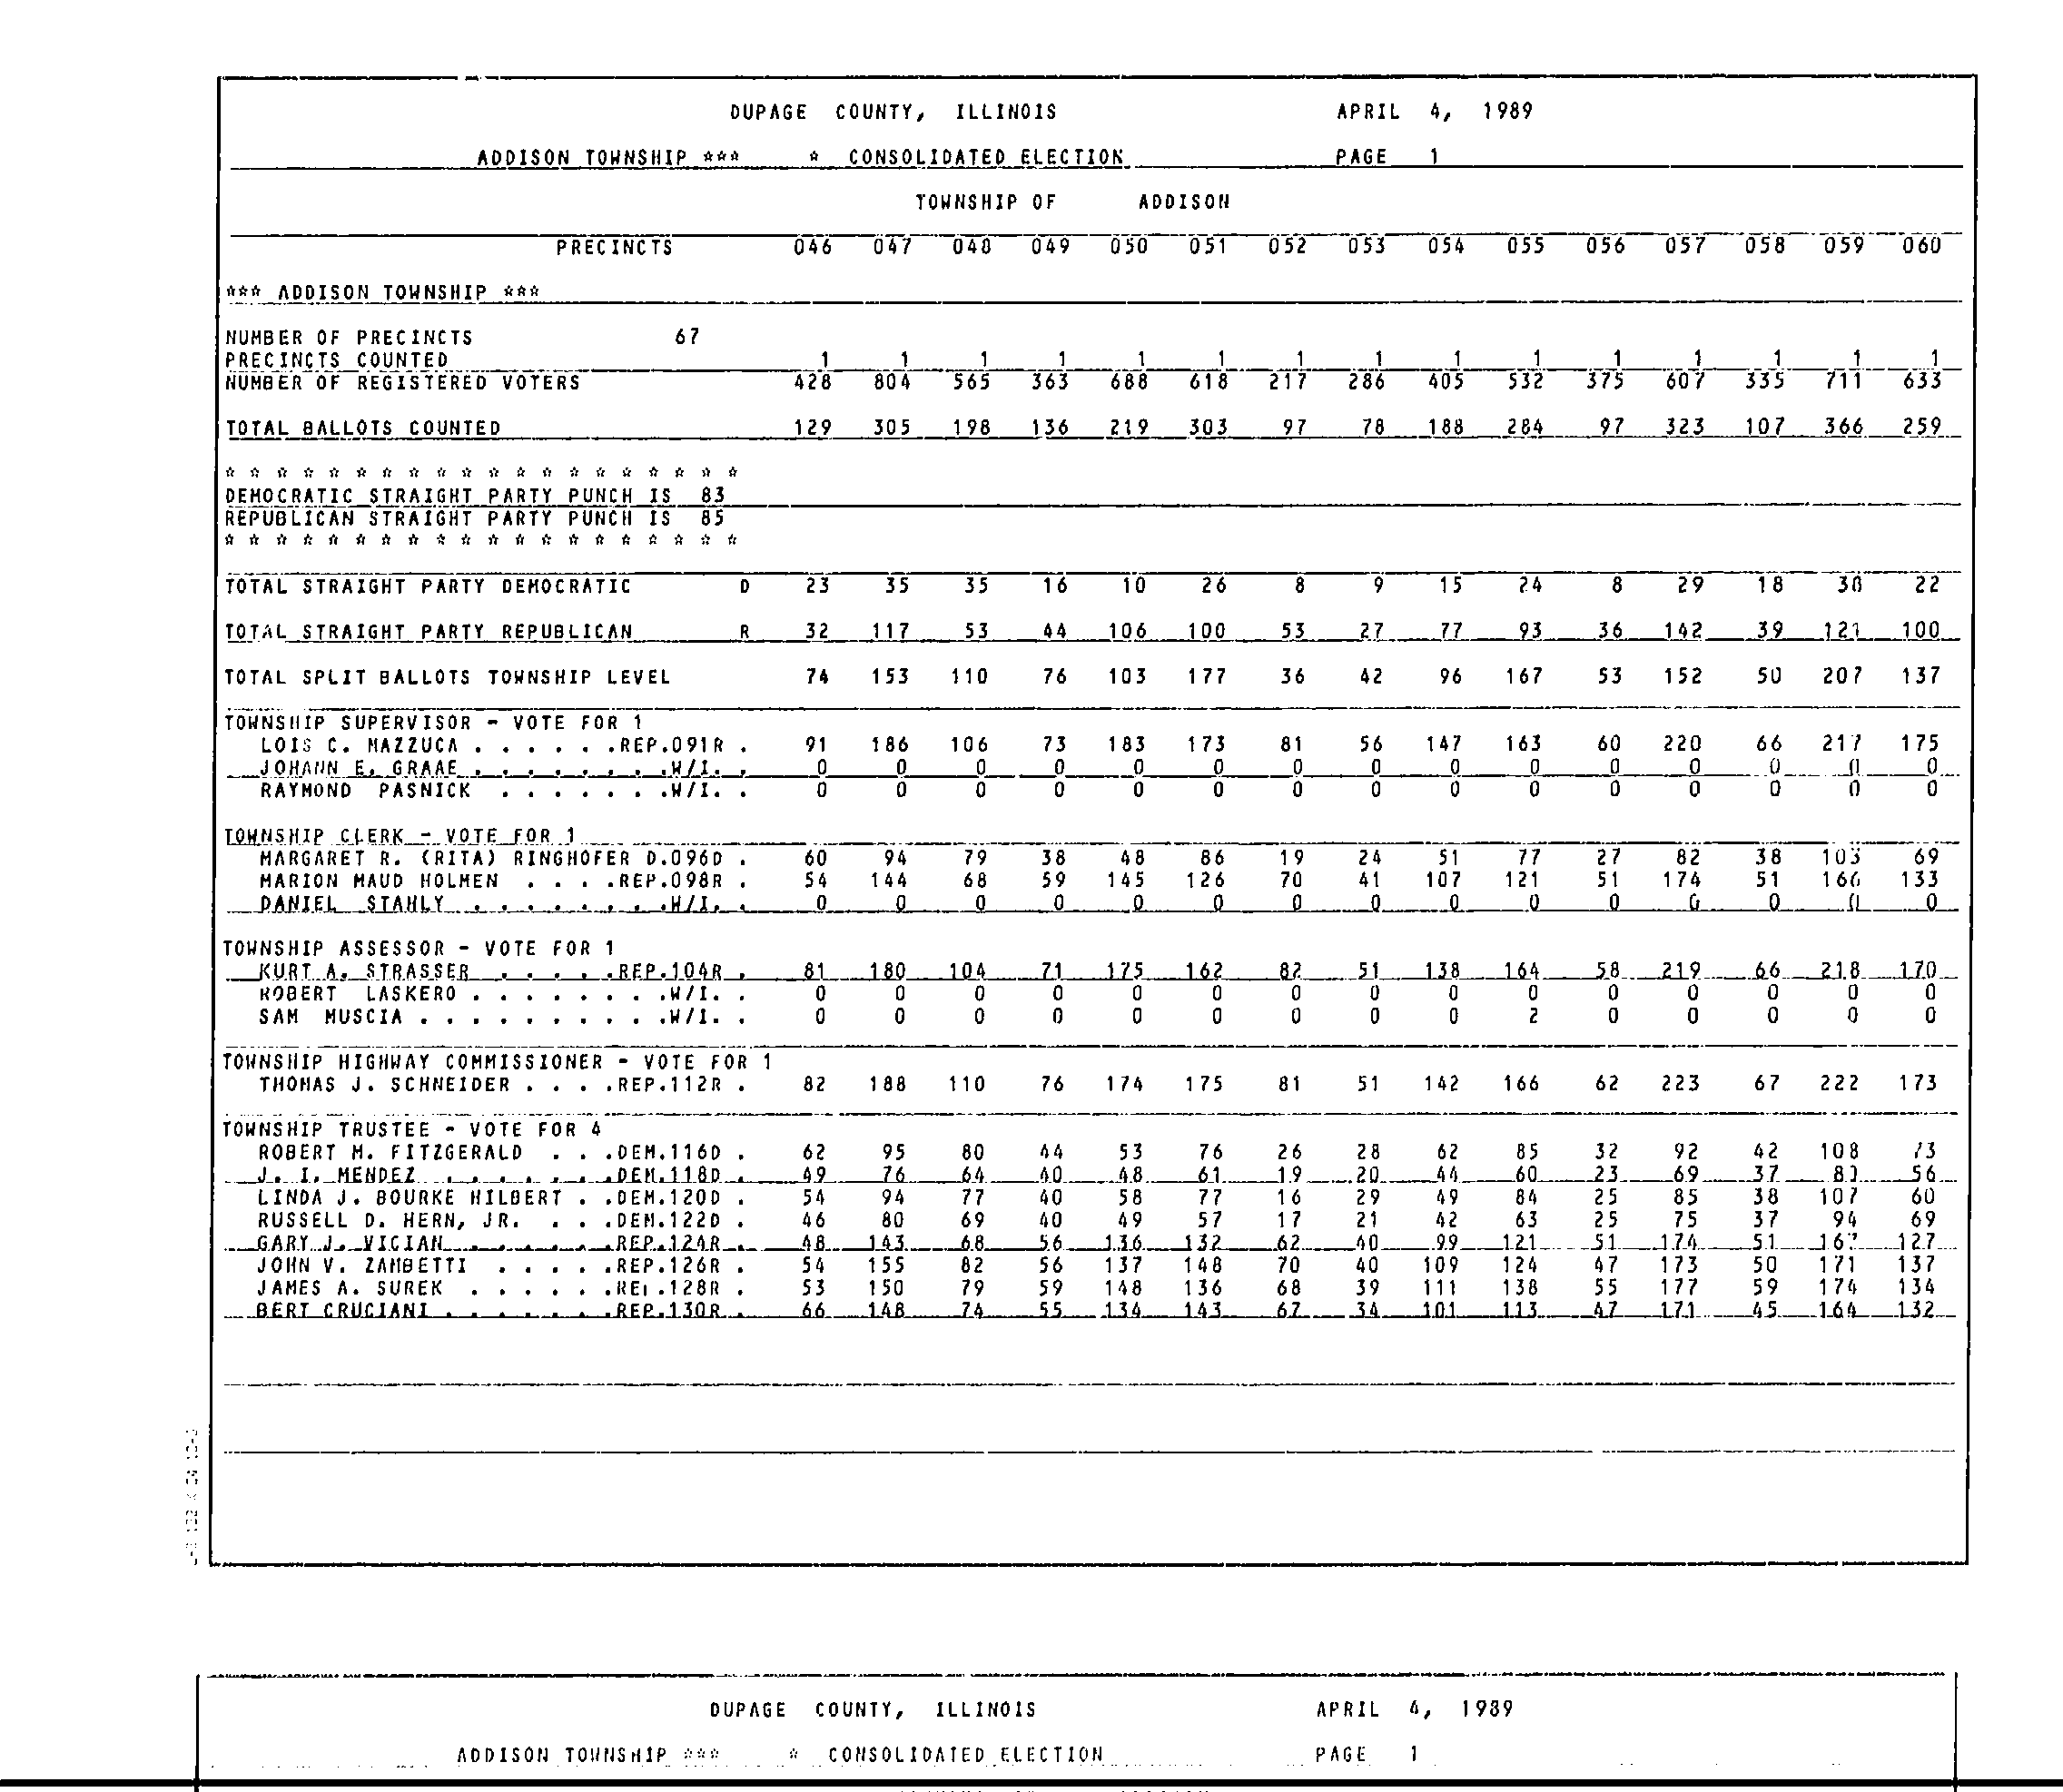 DUPAGE COUNTY, ILLINOIS APRIL 4, 1989
ADDISON TOWNSHIP *** * CONSOLIDATED ELECTION PAGE 1
TOWNSHIP OF ADDISON
PRECINCTS 046 047 048 049 050 051 052 053 054 055 056 057 058 059 060
*** ADDISON TOWNSHIP ***
NUMBER OF PRECINCTS 67
PRECINCTS COUNTED 1 1 1 1 1 1 1 1 1 1 1 1 1 1 1
NUMBER OF REGISTERED VOTERS 428 804 565 363 688 618 217 286 405 532 375 607 335 711 633
TOTAL BALLOTS COUNTED 129 305 198 136 219 303 97 78 188 284 97 323 107 366 259
* * * * * * * * * * * * * * * * * * * *
DEMOCRATIC STRAIGHT PARTY PUNCH IS 83
REPUBLICAN STRAIGHT PARTY PUNCH IS 85
* * * * * * * * * * * * * * * * * * * *
TOTAL STRAIGHT PARTY DEMOCRATIC D 23 35 35 16 10 26 8 9 15 24 8 29 18 38 22
TOTAL STRAIGHT PARTY REPUBLICAN R 32 117 53 44 106 100 53 27 77 93 36 142 39 121 100
TOTAL SPLIT BALLOTS TOWNSHIP LEVEL 74 153 110 76 103 177 36 42 96 167 53 152 50 207 137
TOWNSHIP SUPERVISOR - VOTE FOR 1
LOIS C. MAZZUCA . . . . . .REP.091R . 91 186 106 73 183 173 81 56 147 163 60 220 66 217 175
JOHANN E. GRAAE . . . . . . . .W/I. . 0 0 0 0 0 0 0 0 0 0 0 0 0 0 0
RAYMOND PASNICK . . . . . . .W/I. . 0 0 0 0 0 0 0 0 0 0 0 0 0 0 0
TOWNSHIP CLERK - VOTE FOR 1
MARGARET R. (RITA) RINGHOFER D.096D . 60 94 79 38 48 86 19 24 51 77 27 82 38 103 69
MARION MAUD HOLMEN . . . .REP.098R . 54 144 68 59 145 126 70 41 107 121 51 174 51 166 133
DANIEL STAHLY . . . . . . . .W/I. . 0 0 0 0 0 0 0 0 0 0 0 0 0 0 0
TOWNSHIP ASSESSOR - VOTE FOR 1
KURT A. STRASSER . . . . .REP.104R . 81 180 104 71 175 162 82 51 138 164 58 219 66 218 170
ROBERT LASKERO . . . . . . . .W/I. . 0 0 0 0 0 0 0 0 0 0 0 0 0 0 0
SAM MUSCIA . . . . . . . . . .W/I. . 0 0 0 0 0 0 0 0 0 2 0 0 0 0 0
TOWNSHIP HIGHWAY COMMISSIONER - VOTE FOR 1
THOMAS J. SCHNEIDER . . . .REP.112R . 82 188 110 76 174 175 81 51 142 166 62 223 67 222 173
TOWNSHIP TRUSTEE - VOTE FOR 4
ROBERT M. FITZGERALD . . .DEM.116D . 62 95 80 44 53 76 26 28 62 85 32 92 42 108 73
J. I. MENDEZ . . . . . . .DEM.118D . 49 76 64 40 48 61 19 20 44 60 23 69 37 56
LINDA J. BOURKE HILBERT . .DEM.120D . 54 94 77 40 58 77 16 29 49 84 25 85 38 107 60
RUSSELL D. HERN, JR. . . .DEM.122D . 46 80 69 40 49 57 17 21 42 63 25 75 37 94 69
GARY J. VICIAN . . . . . . .REP.124R . 48 143 68 56 136 132 62 40 99 121 51 174 51 167 127
JOHN V. ZAMBETTI . . . . .REP.126R . 54 155 82 56 137 148 70 40 109 124 47 173 50 171 137
JAMES A. SUREK . . . . . .REP.128R . 53 150 79 59 148 136 68 39 111 138 55 177 59 174 134
BERT CRUCIANI . . . . . . .REP.130R . 66 148 74 55 134 143 67 34 101 113 47 171 45 164 132
DUPAGE COUNTY, ILLINOIS APRIL 4, 1989
ADDISON TOWNSHIP *** * CONSOLIDATED ELECTION PAGE 1